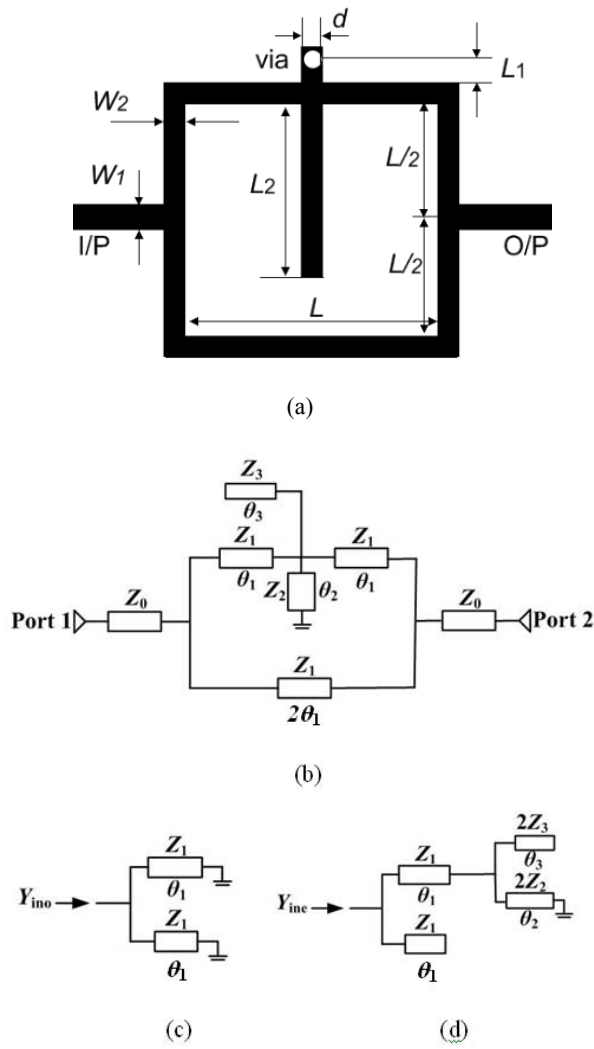 d
via
L1
W2
L/2
L2
W1
I/P
O/P
L/2
L
(a)
Z3
θ3
Z1
Z1
θ1
Z2
θ2
θ1
Z0
Z0
Port 1
Port 2
Z1
2θ1
(b)
Z1
θ1
Yino
Z1
θ1
2Z3
θ3
Z1
2Z2
θ1
θ2
Yine
Z1
θ1
(c)
(d)